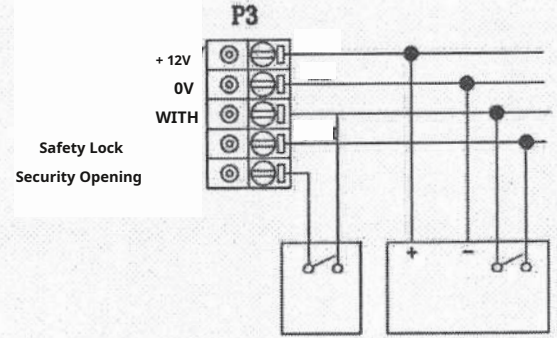 P3
+ 12V
0V
WITH
Safety Lock
Security Opening
+ −